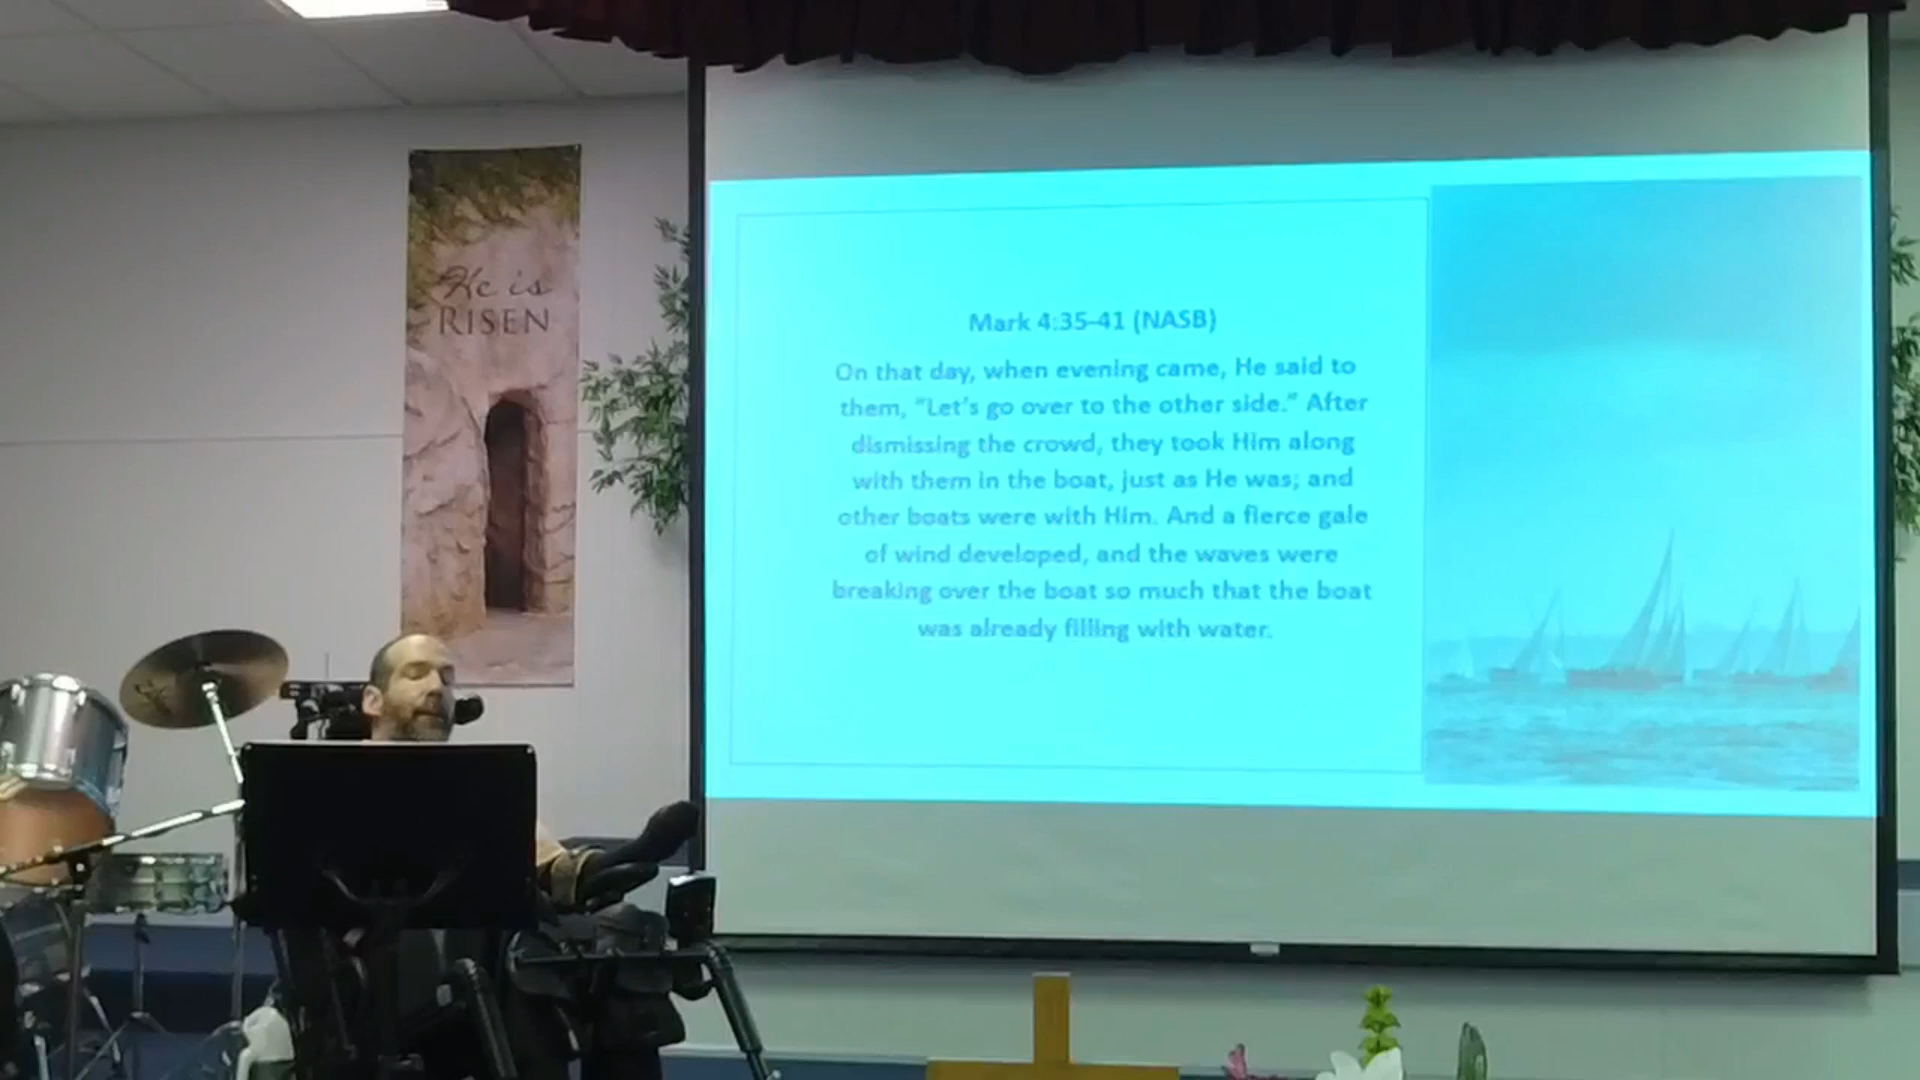 He is
RISEN
Mark 4:35-41 (NASB)
On that day, when evening came, He said to
them, “Let’s go over to the other side.” After
dismissing the crowd, they took Him along
with them in the boat, just as He was; and
other boats were with Him. And a fierce gale
of wind developed, and the waves were
breaking over the boat so much that the boat
was already filling with water.